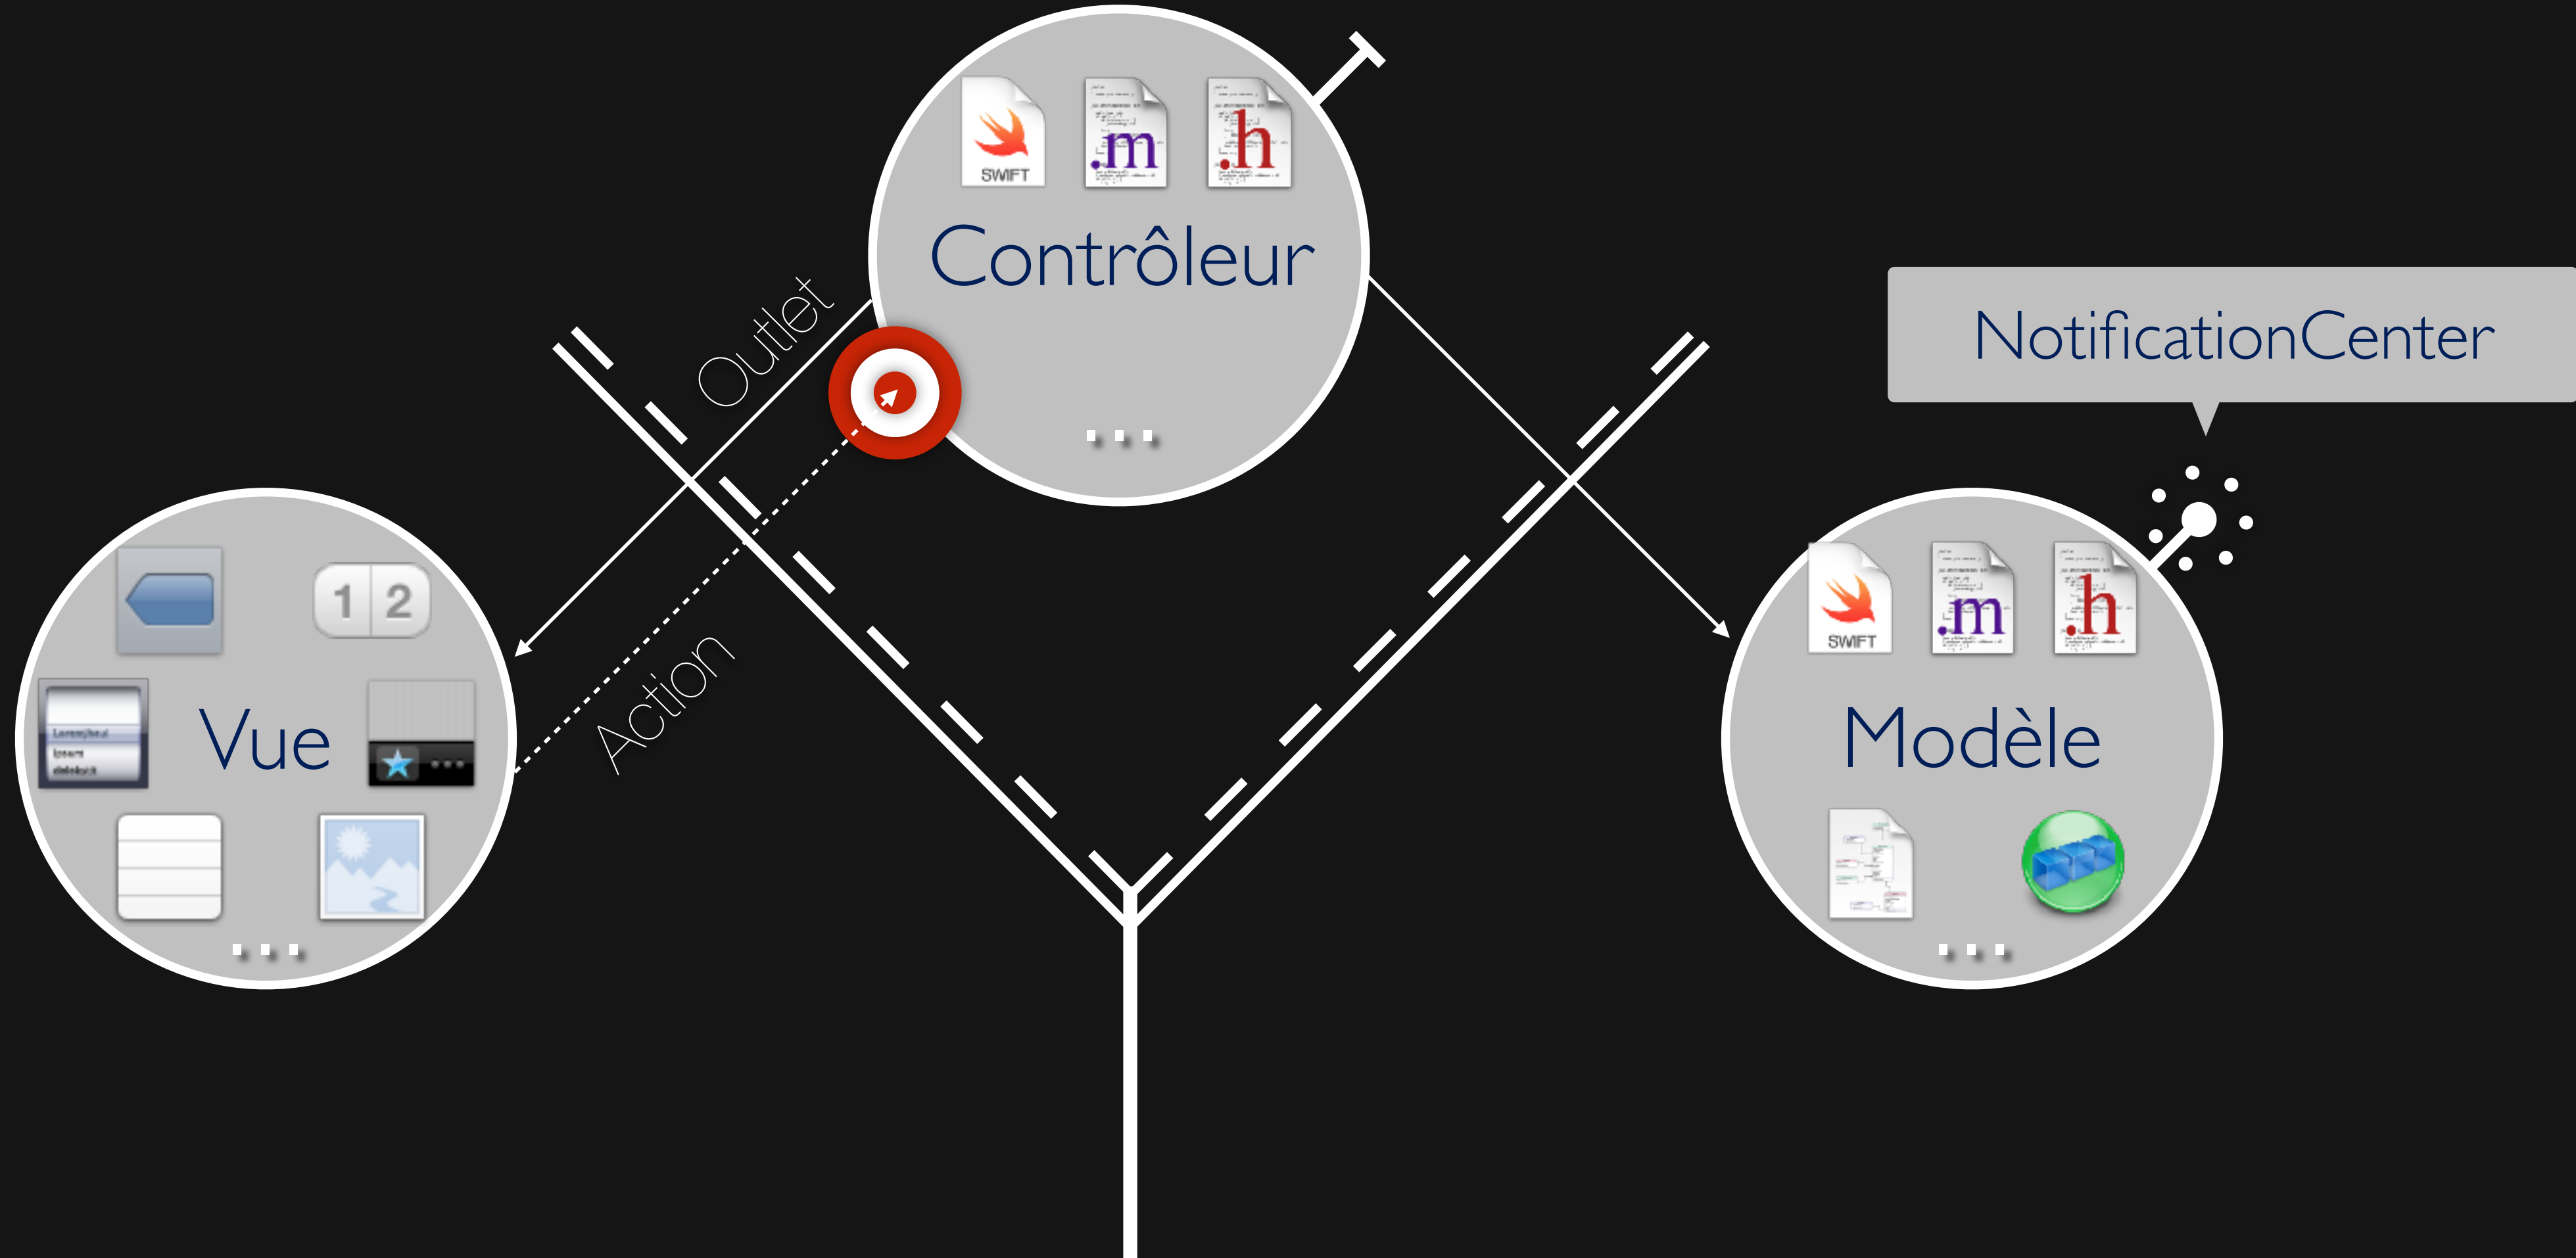 SWIFT
.m
.h
Contrôleur
Outlet
NotificationCenter
Action
1 2
Vue
SWIFT
.m
.h
Modèle
...
...
...